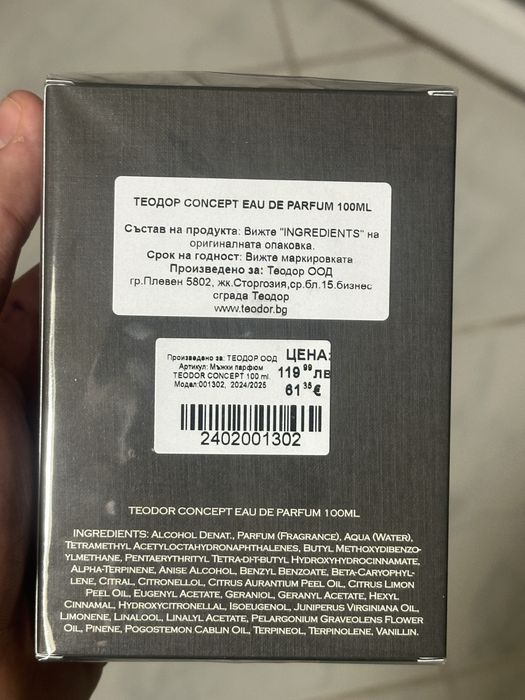 ТЕОДОР CONCEPT EAU DE PARFUM 100ML
Състав на продукта: Вижте "INGREDIENTS" на
оригиналната опаковка.
Срок на годност: Вижте маркировката
Произведено за: Теодор ООД
гр.Плевен 5802, жк.Сторгозия,ср.бл.15.бизнес
сграда Теодор
www.teodor.bg
Произведено за: ТЕОДОР ООД
Артикул: Мъжки парфюм
TEODOR CONCEPT 100 ml
Модел:001302, 2024/2025
ЦЕНА:
119 99 лв
61 35 €
2402001302
TEODOR CONCEPT EAU DE PARFUM 100ML
INGREDIENTS: ALCOHOL DENAT., PARFUM (FRAGRANCE), AQUA (WATER),
TETRAMETHYL ACETYLOCTAHYDRONAPHTHALENES, BUTYL METHOXYDIBENZO-
YLMETHANE, PENTAERYTHRITYL TETRA-DI-T-BUTYL HYDROXYHYDROCINNAMATE,
ALPHA-TERPINENE, ANISE ALCOHOL, BENZYL BENZOATE, BETA-CARYOPHYL-
LENE, CITRAL, CITRONELLOL, CITRUS AURANTIUM PEEL OIL, CITRUS LIMON
PEEL OIL, EUGENYL ACETATE, GERANIOL, GERANYL ACETATE, HEXYL
CINNAMAL, HYDROXYCITRONELLAL, ISOEUGENOL, JUNIPERUS VIRGINIANA OIL,
LIMONENE, LINALOOL, LINALYL ACETATE, PELARGONIUM GRAVEOLENS FLOWER
OIL, PINENE, POGOSTEMON CABLIN OIL, TERPINEOL, TERPINOLENE, VANILLIN.